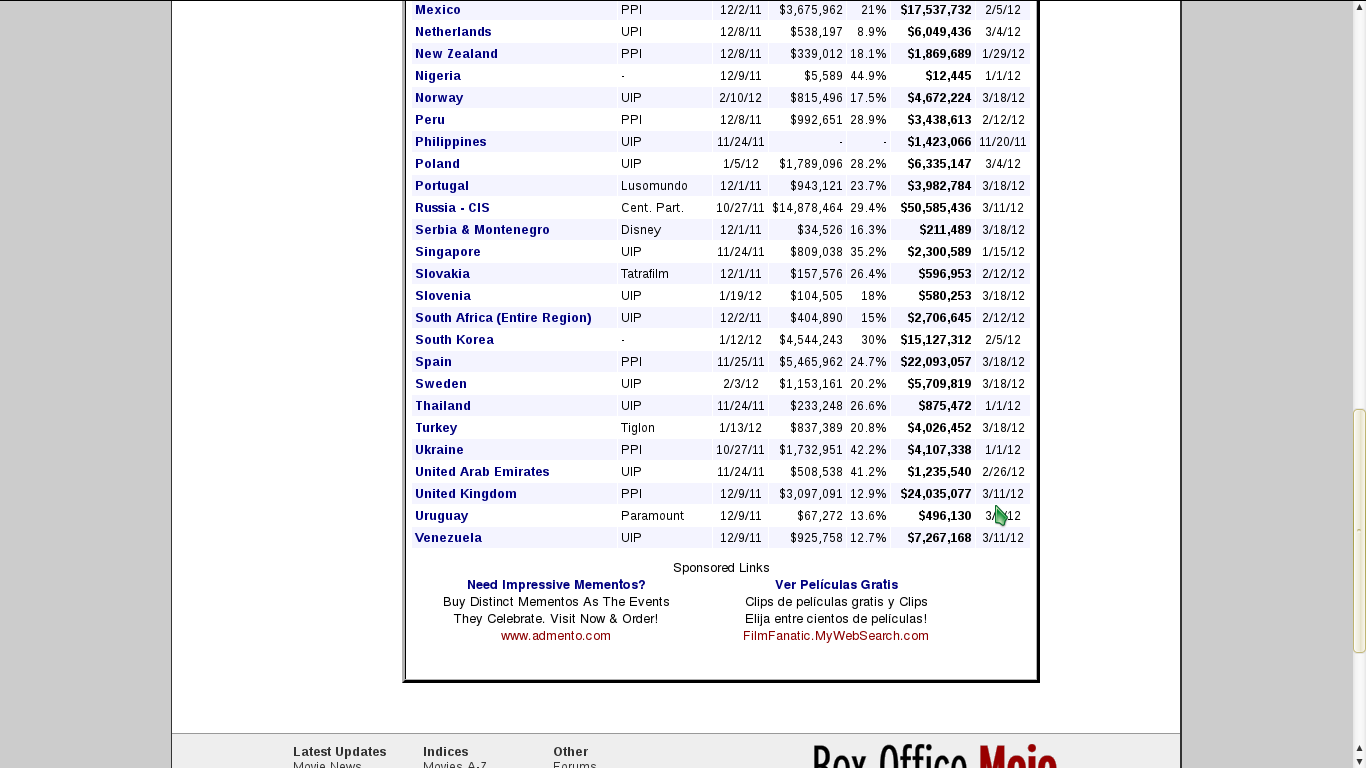 Mexico PPI 12/2/11 $3,675,962 21% $17,537,732 2/5/12
Netherlands UPI 12/8/11 $538,197 8.9% $6,049,436 3/4/12
New Zealand PPI 12/8/11 $339,012 18.1% $1,869,689 1/29/12
Nigeria - 12/9/11 $5,589 44.9% $12,445 1/1/12
Norway UIP 2/10/12 $815,496 17.5% $4,672,224 3/18/12
Peru PPI 12/8/11 $992,651 28.9% $3,438,613 2/12/12
Philippines UIP 11/24/11 - - $1,423,066 11/20/11
Poland UIP 1/5/12 $1,789,096 28.2% $6,335,147 3/4/12
Portugal Lusomundo 12/1/11 $943,121 23.7% $3,982,784 3/18/12
Russia - CIS Cent. Part. 10/27/11 $14,878,464 29.4% $50,585,436 3/11/12
Serbia & Montenegro Disney 12/1/11 $34,526 16.3% $211,489 3/18/12
Singapore UIP 11/24/11 $809,038 35.2% $2,300,589 1/15/12
Slovakia Tatrafilm 12/1/11 $157,576 26.4% $596,953 2/12/12
Slovenia UIP 1/19/12 $104,505 18% $580,253 3/18/12
South Africa (Entire Region) UIP 12/2/11 $404,890 15% $2,706,645 2/12/12
South Korea - 1/12/12 $4,544,243 30% $15,127,312 2/5/12
Spain PPI 11/25/11 $5,465,962 24.7% $22,093,057 3/18/12
Sweden UIP 2/3/12 $1,153,161 20.2% $5,709,819 3/18/12
Thailand UIP 11/24/11 $233,248 26.6% $875,472 1/1/12
Turkey Tiglon 1/13/12 $837,389 20.8% $4,026,452 3/18/12
Ukraine PPI 10/27/11 $1,732,951 42.2% $4,107,338 1/1/12
United Arab Emirates UIP 11/24/11 $508,538 41.2% $1,235,540 2/26/12
United Kingdom PPI 12/9/11 $3,097,091 12.9% $24,035,077 3/11/12
Uruguay Paramount 12/9/11 $67,272 13.6% $496,130
Venezuela UIP 12/9/11 $925,758 12.7% $7,267,168 3/11/12
Sponsored Links
Need Impressive Mementos? Ver Películas Gratis
Buy Distinct Mementos As The Events Clips de películas gratis y Clips
They Celebrate. Visit Now & Order! Elija entre cientos de películas!
www.admento.com FilmFanatic.MyWebSearch.com
Latest Updates Indices Other
Movie News Movies A-Z Forums
Box Office Mojo